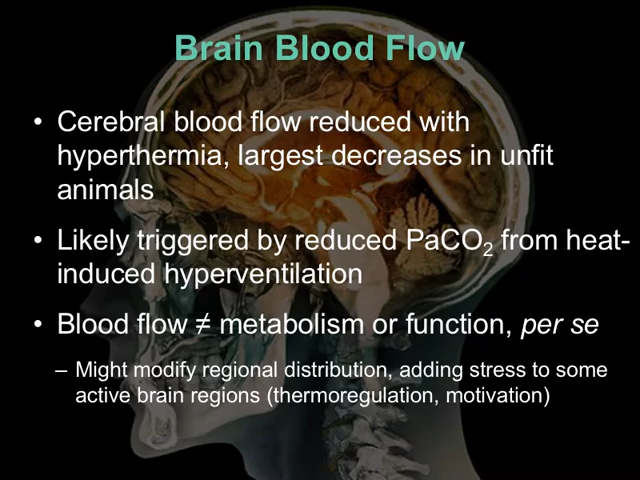 Brain Blood Flow
• Cerebral blood flow reduced with
hyperthermia, largest decreases in unfit
animals
• Likely triggered by reduced PaCO₂ from heat-
induced hyperventilation
• Blood flow ≠ metabolism or function, per se
– Might modify regional distribution, adding stress to some
active brain regions (thermoregulation, motivation)